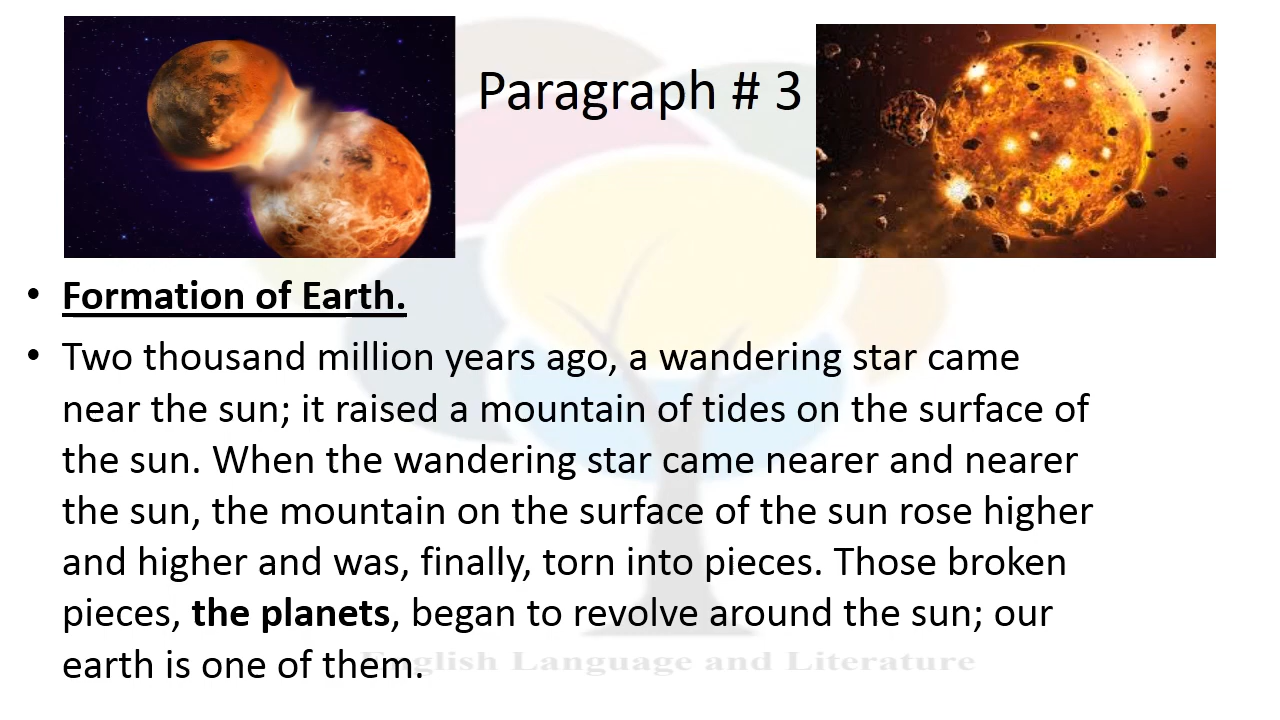 Paragraph # 3
• Formation of Earth.
• Two thousand million years ago, a wandering star came
near the sun; it raised a mountain of tides on the surface of
the sun. When the wandering star came nearer and nearer
the sun, the mountain on the surface of the sun rose higher
and higher and was, finally, torn into pieces. Those broken
pieces, the planets, began to revolve around the sun; our
earth is one of them.
English Language and Literature